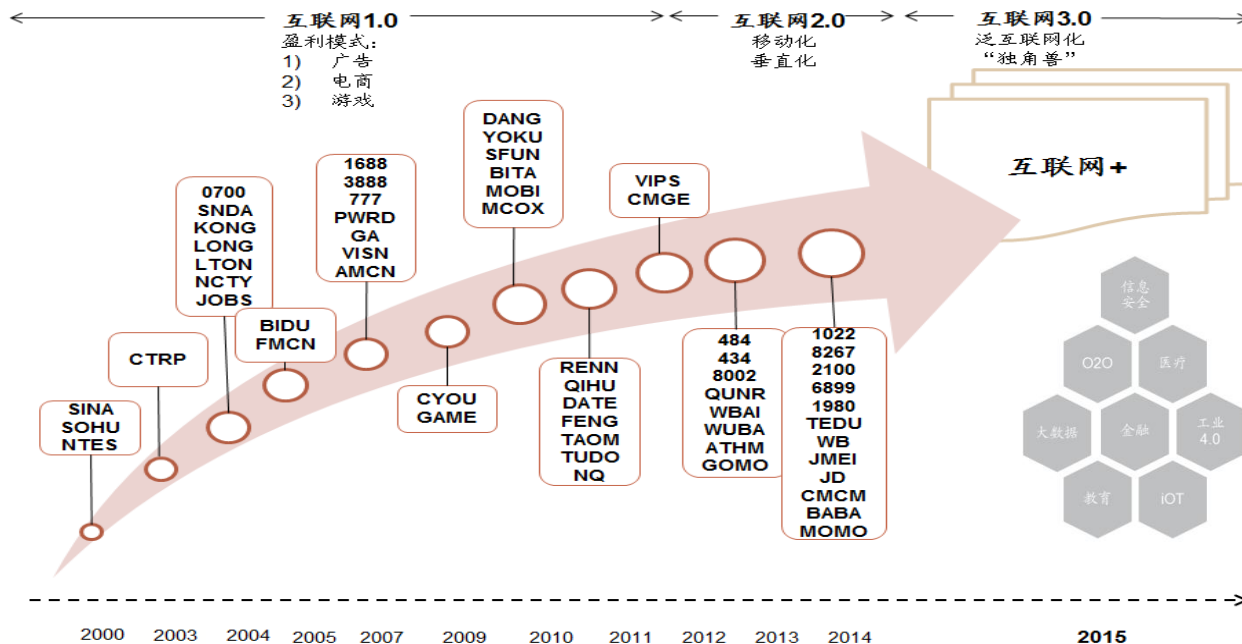 互联网1.0
盈利模式：
1) 广告
2) 电商
3) 游戏
互联网2.0
移动化
垂直化
互联网3.0
泛互联网化
“独角兽”
互联网+
SINA
SOHU
NTES
CTRP
0700
SNDA
KONG
LONG
LTON
NCTY
JOBS
BIDU
FMCN
1688
3888
777
PWRD
GA
VISN
AMCN
CYOU
GAME
DANG
YOKU
SFUN
BITA
MOBI
MCOX
RENN
QIHU
DATE
FENG
TAOM
TUDO
NQ
VIPS
CMGE
484
434
8002
QUNR
WBAI
WUBA
ATHM
GOMO
1022
8267
2100
6899
1980
TEDU
WB
JMEI
JD
CMCM
BABA
MOMO
信息
安全
O2O
医疗
大数据
金融
工业
4.0
教育
iOT
2000 2003 2004 2005 2007 2009 2010 2011 2012 2013 2014 2015